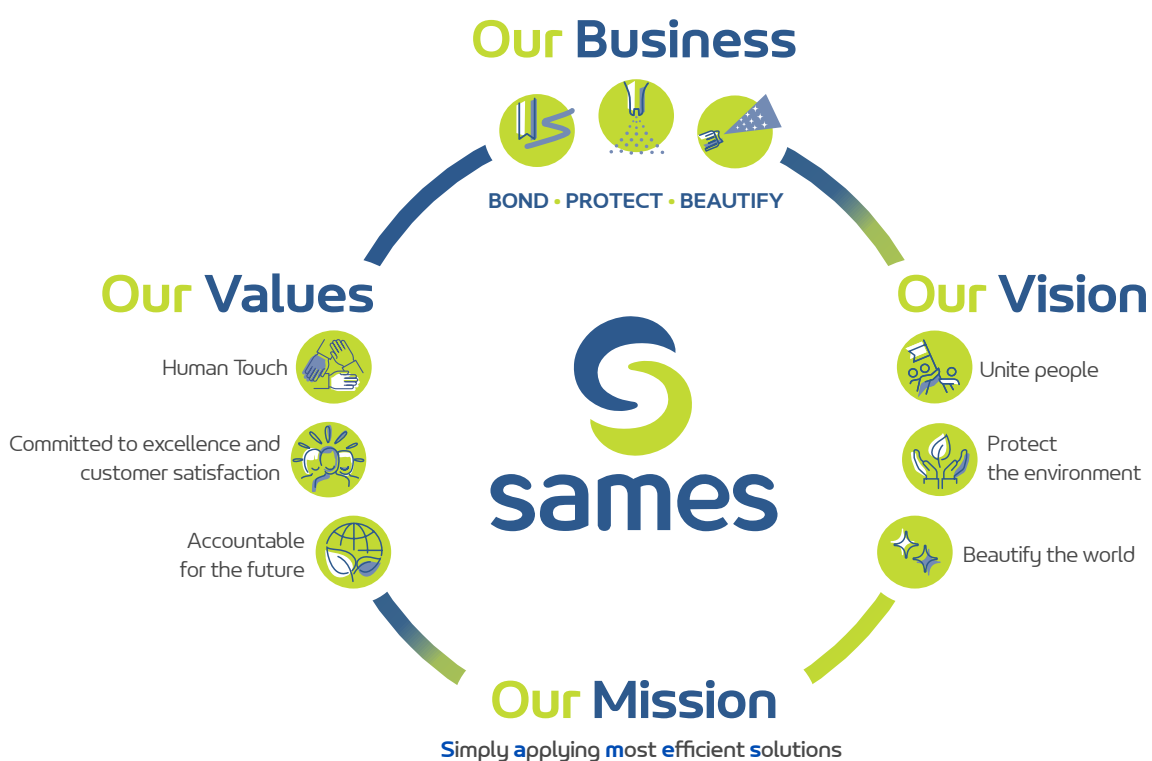 Our Business
BOND • PROTECT • BEAUTIFY
Our Values
Human Touch
Committed to excellence and
customer satisfaction
Accountable
for the future
sames
Our Vision
Unite people
Protect
the environment
Beautify the world
Our Mission
Simply applying most efficient solutions